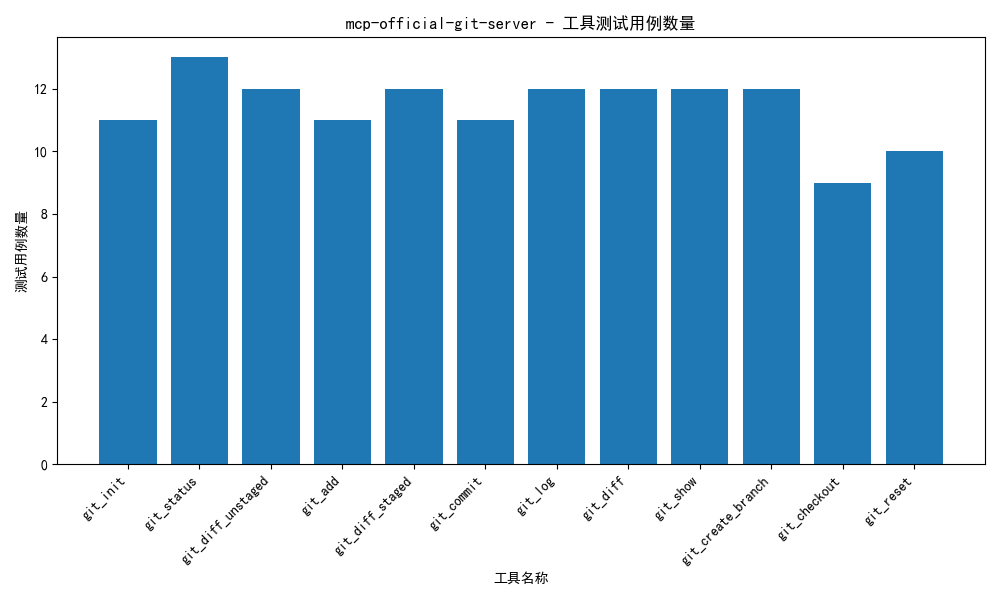 mcp-official-git-server - 工具测试用例数量
测试用例数量
12
10
8
6
4
2
0
git_init
git_status
git_diff_unstaged
git_add
git_diff_staged
git_commit
git_log
git_diff
git_show
git_create_branch
git_checkout
git_reset
工具名称